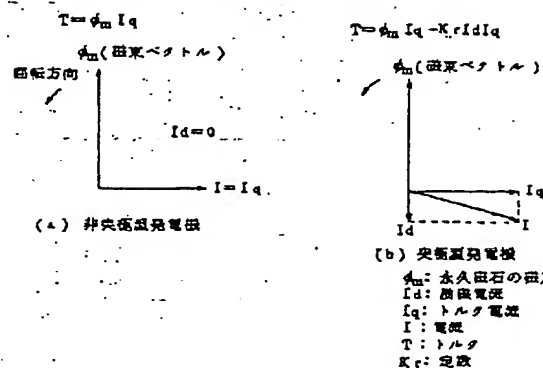 T=φm Iq
φm(磁束ベクトル)
回転方向
Id=0
I=Iq
(a) 非突極型発電機
T=φm Iq-KrIdIq
φm(磁束ベクトル)
Iq
Id
I
(b) 突極型発電機
φm: 永久磁石の磁
Id: 励磁電流
Iq: トルク電流
I: 電流
T: トルク
Kr: 定数